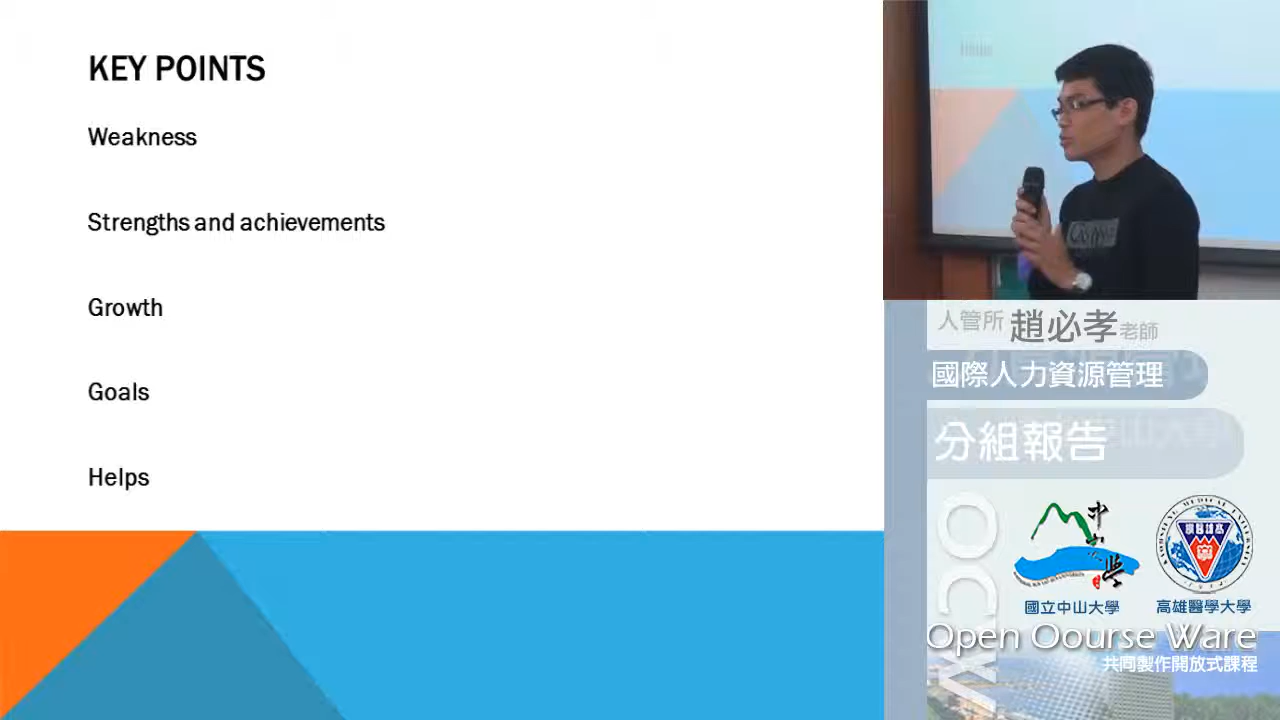 KEY POINTS
Weakness
Strengths and achievements
Growth
Goals
Helps
人管所 趙必孝老師
國際人力資源管理
分組報告
OCW
國立中山大學
高雄醫學大學
Open Oourse Ware
共同製作開放式課程